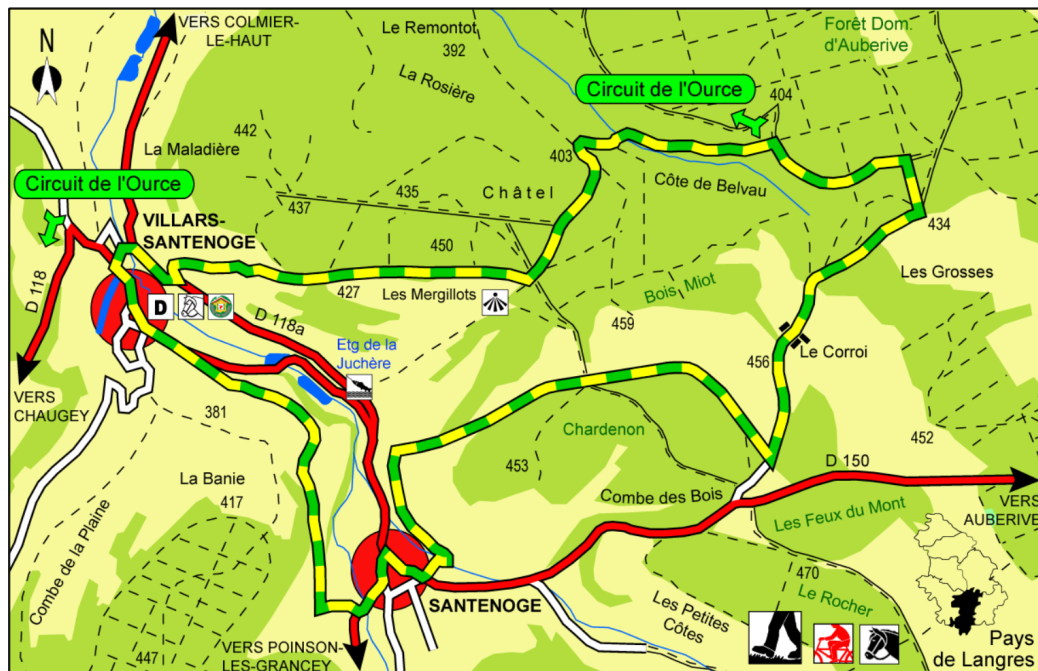 VERS COLMIER-
LE-HAUT
N
Le Remontot
392
La Rosière
Forêt Dom.
d'Auberive
Circuit de l'Ource
404
442
La Maladière
403
Circuit de l'Ource
435
Châtel
Côte de Belvau
437
VILLARS-
SANTENOGE
450
434
D 118
427
Les Mergillots
Bois Miot
Les Grosses
D
D 118a
459
Etg de la
Juchère
Le Corroi
456
VERS
CHAUGEY
381
Chardenon
452
453
La Banie
417
Combe des Bois
D 150
VERS
AUBERIVE
Les Feux du Mont
Combe de la Plaine
470
Le Rocher
SANTENOGE
Les Petites
Côtes
VERS POINSON-
LES-GRANCEY
447
Pays
de Langres